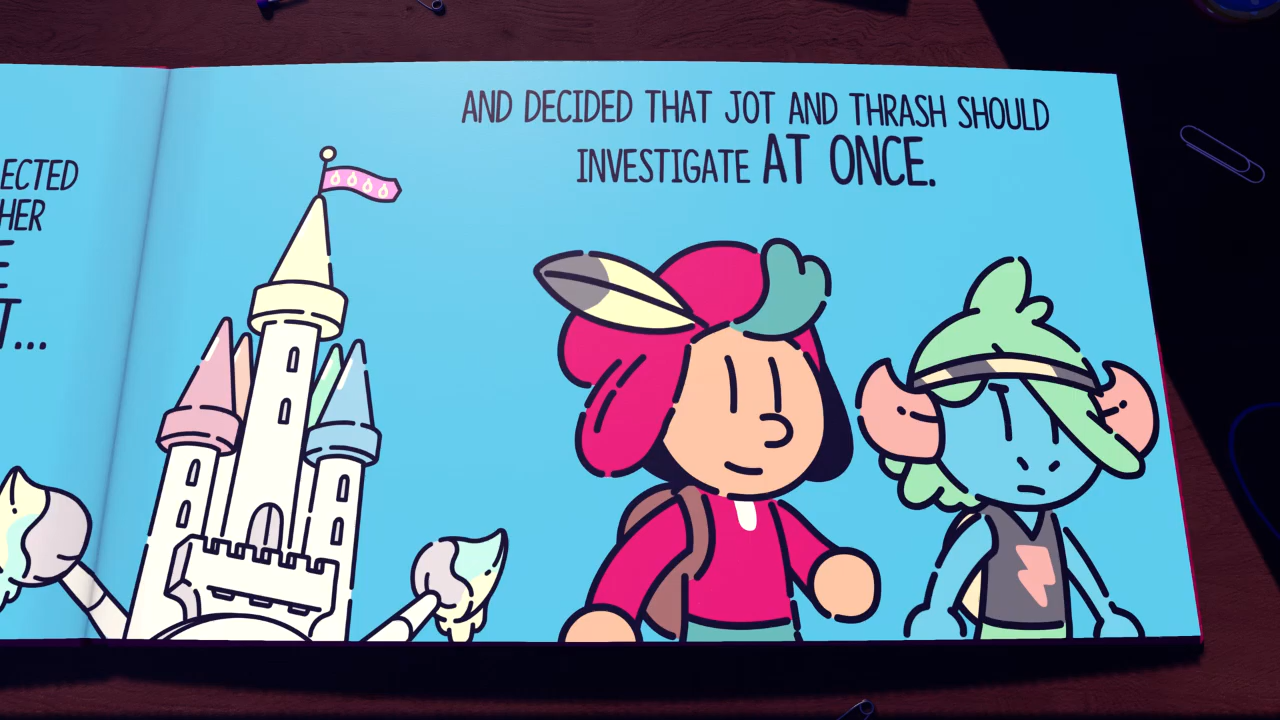 ECTED
HER
E
T...
AND DECIDED THAT JOT AND THRASH SHOULD
INVESTIGATE AT ONCE.